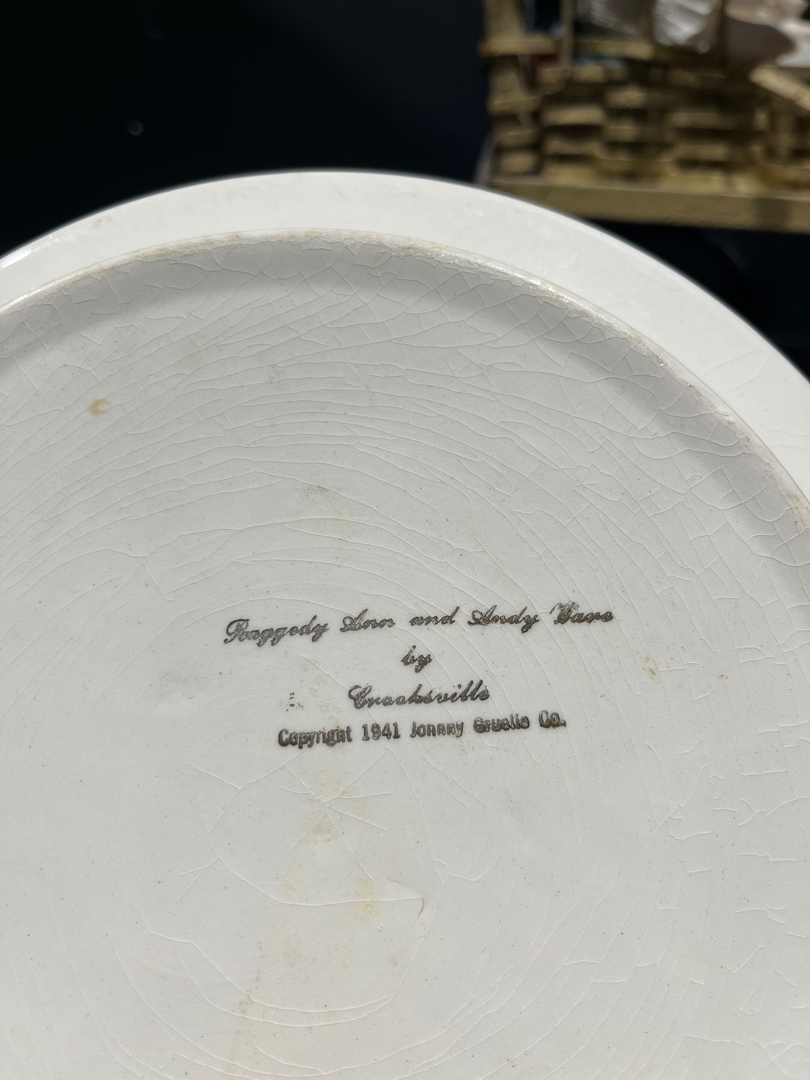 Raggedy Ann and Andy Ware
by
Crooksville
Copyright 1941 Johnny Gruelle Co.